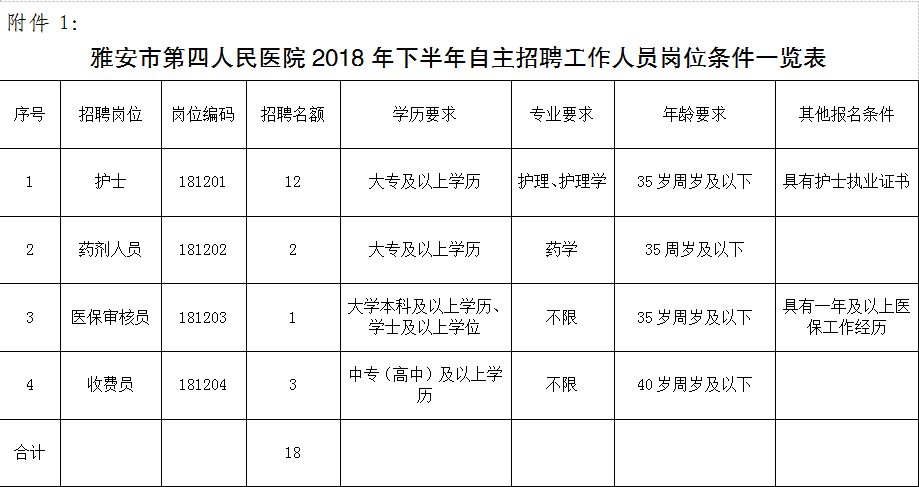 附件 1：
雅安市第四人民医院 2018 年下半年自主招聘工作人员岗位条件一览表
序号 招聘岗位 岗位编码 招聘名额 学历要求 专业要求 年龄要求 其他报名条件
1 护士 181201 12 大专及以上学历 护理、护理学 35 岁周岁及以下 具有护士执业证书
2 药剂人员 181202 2 大专及以上学历 药学 35 周岁及以下
3 医保审核员 181203 1 大学本科及以上学历、 不限 35 岁周岁及以下 具有一年及以上医
学士及以上学位 保工作经历
4 收费员 181204 3 中专（高中）及以上学 不限 40 岁周岁及以下
历
合计 18